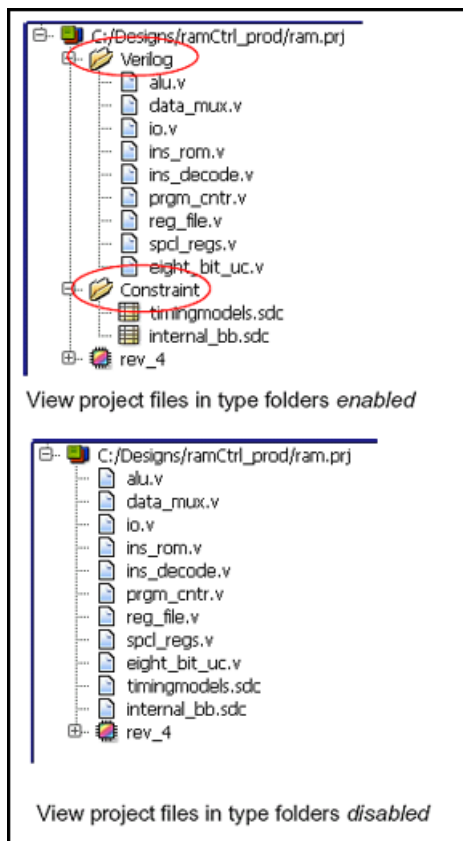 C:/Designs/ramCtrl_prod/ram.prj
Verilog
alu.v
data_mux.v
io.v
ins_rom.v
ins_decode.v
prgm_cntr.v
reg_file.v
spcl_regs.v
eight_bit_uc.v
Constraint
timingmodels.sdc
internal_bb.sdc
rev_4
View project files in type folders enabled
C:/Designs/ramCtrl_prod/ram.prj
alu.v
data_mux.v
io.v
ins_rom.v
ins_decode.v
prgm_cntr.v
reg_file.v
spcl_regs.v
eight_bit_uc.v
timingmodels.sdc
internal_bb.sdc
rev_4
View project files in type folders disabled